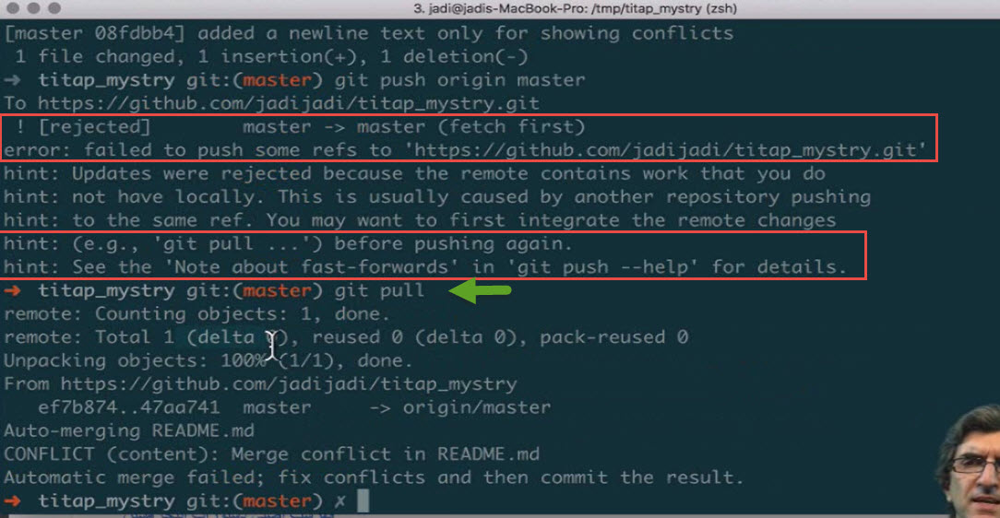 3. jadi@jadis-MacBook-Pro: /tmp/titap_mystry (zsh)
[master 08fdbb4] added a newline text only for showing conflicts
1 file changed, 1 insertion(+), 1 deletion(-)
→ titap_mystry git:(master) git push origin master
To https://github.com/jadijadi/titap_mystry.git
! [rejected] master -> master (fetch first)
error: failed to push some refs to 'https://github.com/jadijadi/titap_mystry.git'
hint: Updates were rejected because the remote contains work that you do
hint: not have locally. This is usually caused by another repository pushing
hint: to the same ref. You may want to first integrate the remote changes
hint: (e.g., 'git pull ...') before pushing again.
hint: See the 'Note about fast-forwards' in 'git push --help' for details.
→ titap_mystry git:(master) git pull
remote: Counting objects: 1, done.
remote: Total 1 (delta 0), reused 0 (delta 0), pack-reused 0
Unpacking objects: 100% (1/1), done.
From https://github.com/jadijadi/titap_mystry
ef7b874..47aa741 master -> origin/master
Auto-merging README.md
CONFLICT (content): Merge conflict in README.md
Automatic merge failed; fix conflicts and then commit the result.
→ titap_mystry git:(master) ✗